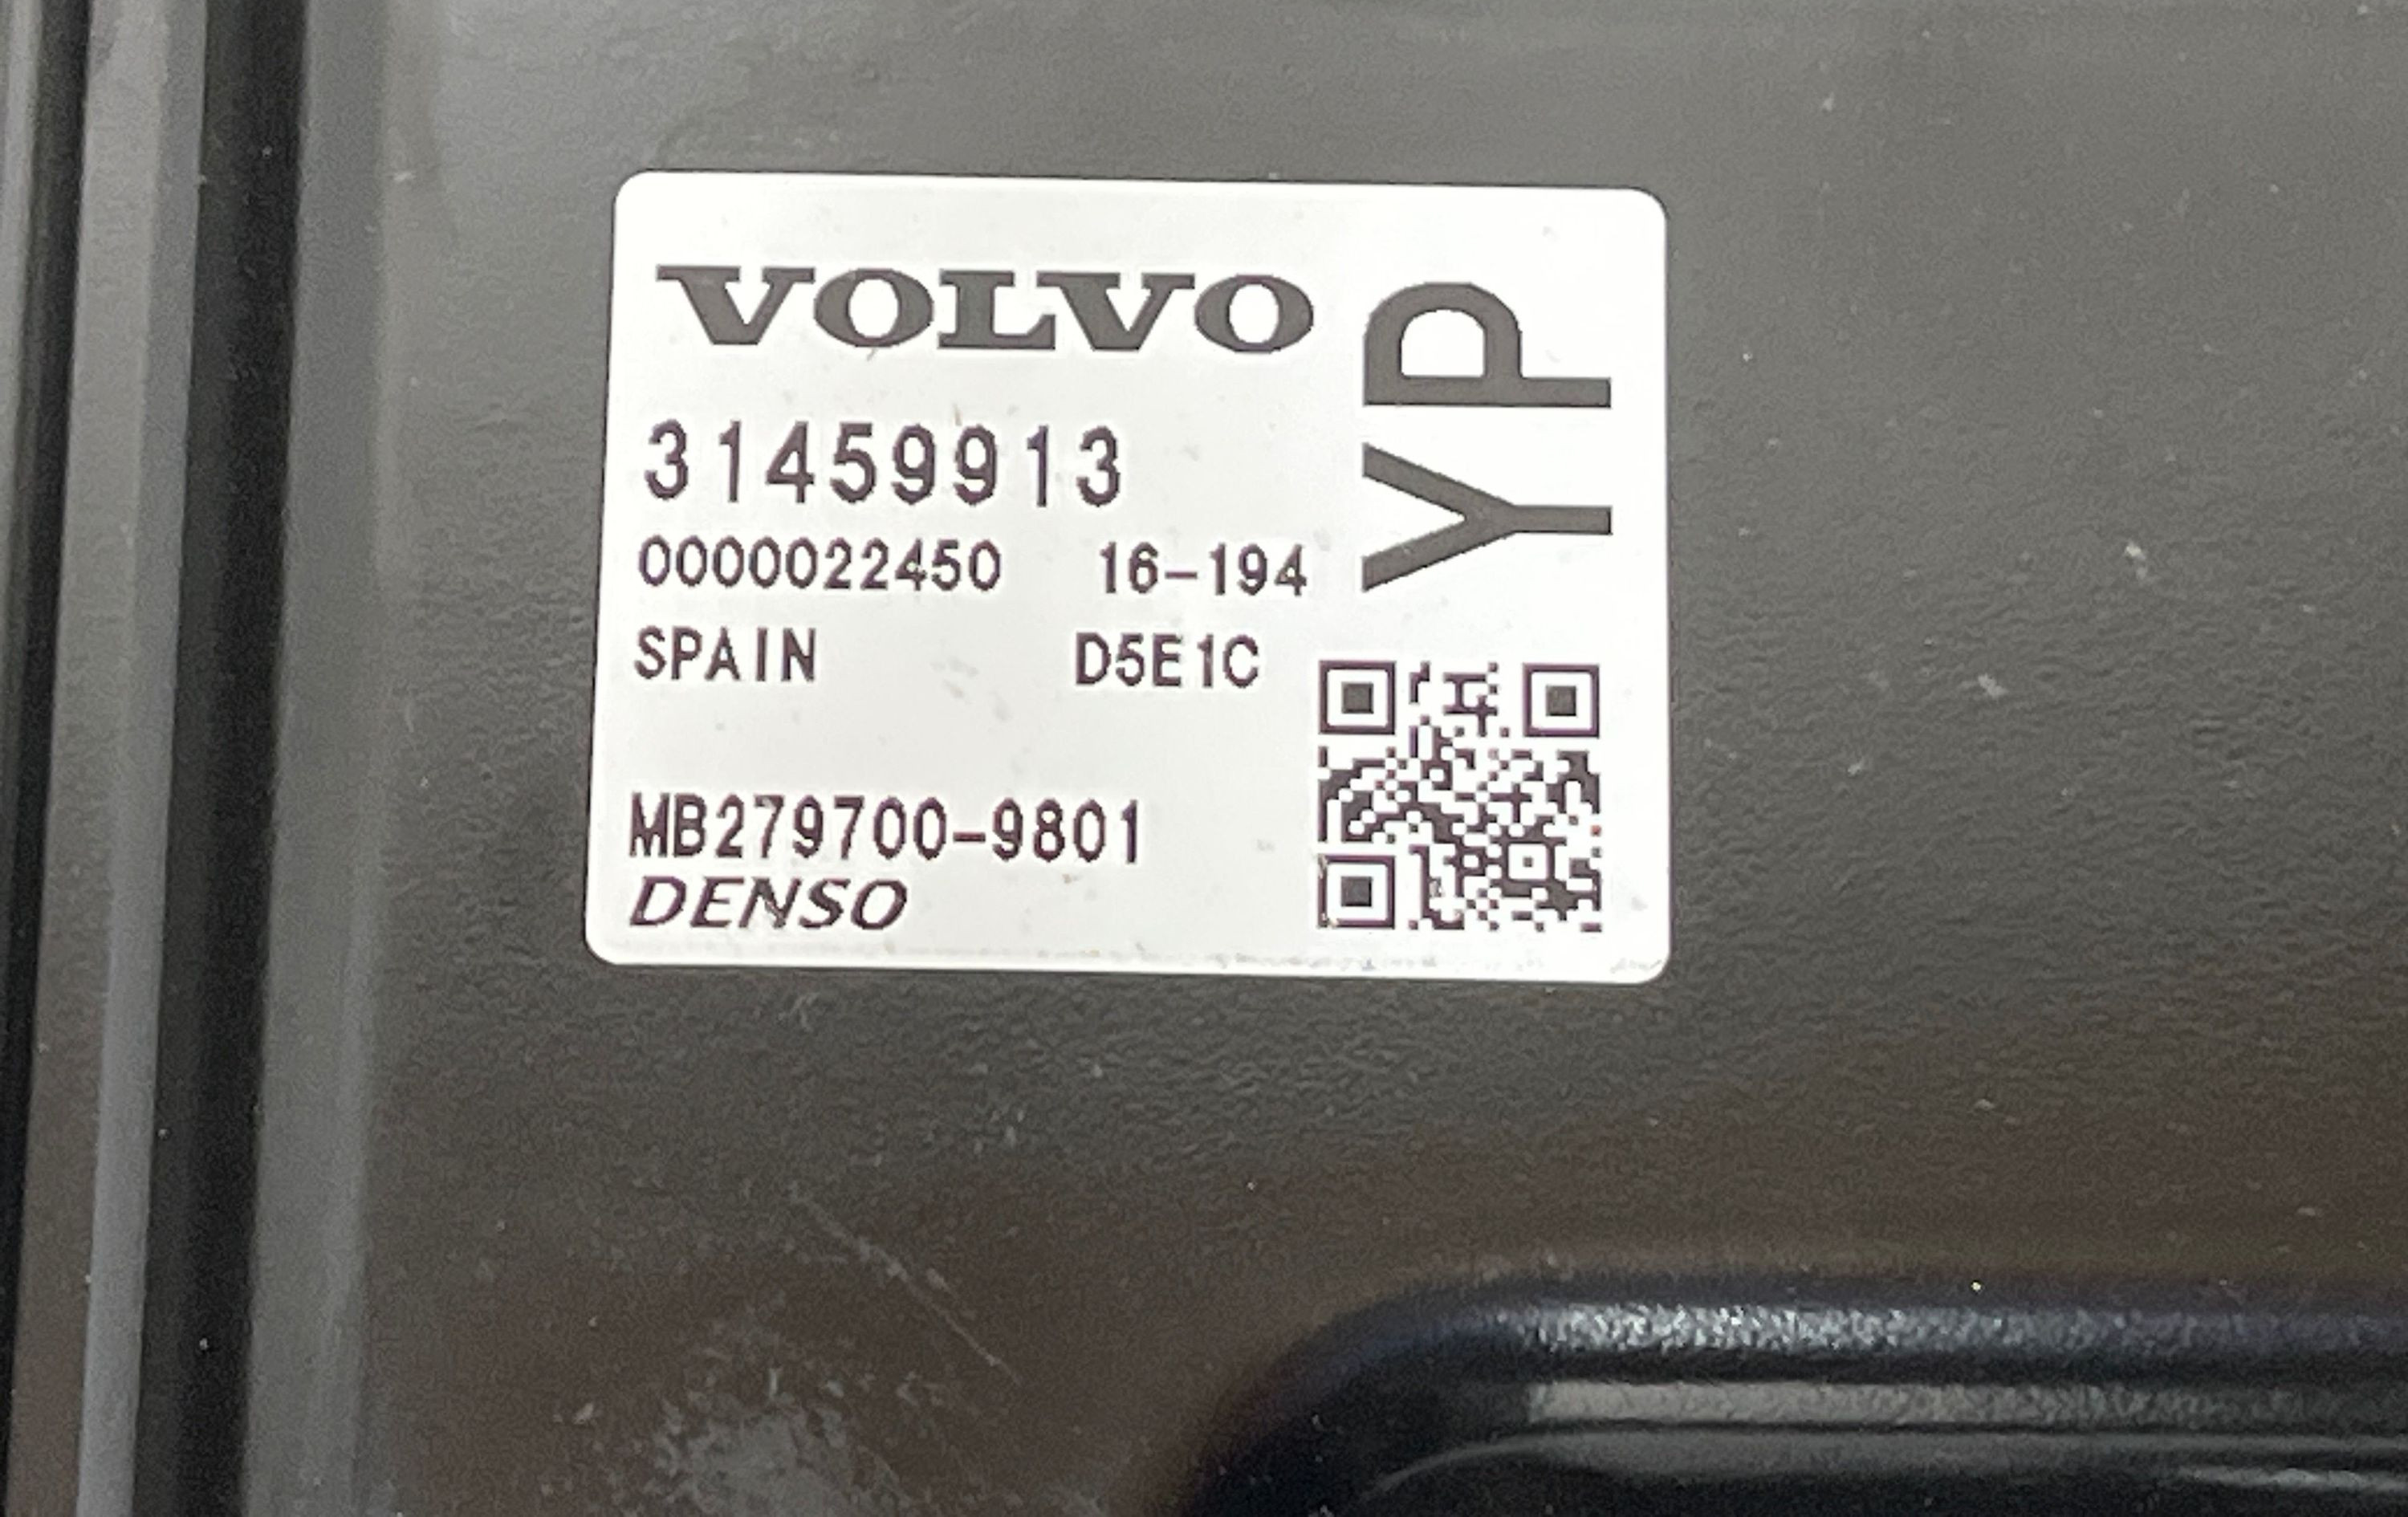 VOLVO
YP
31459913
0000022450 16-194
SPAIN D5E1C
MB279700-9801
DENSO